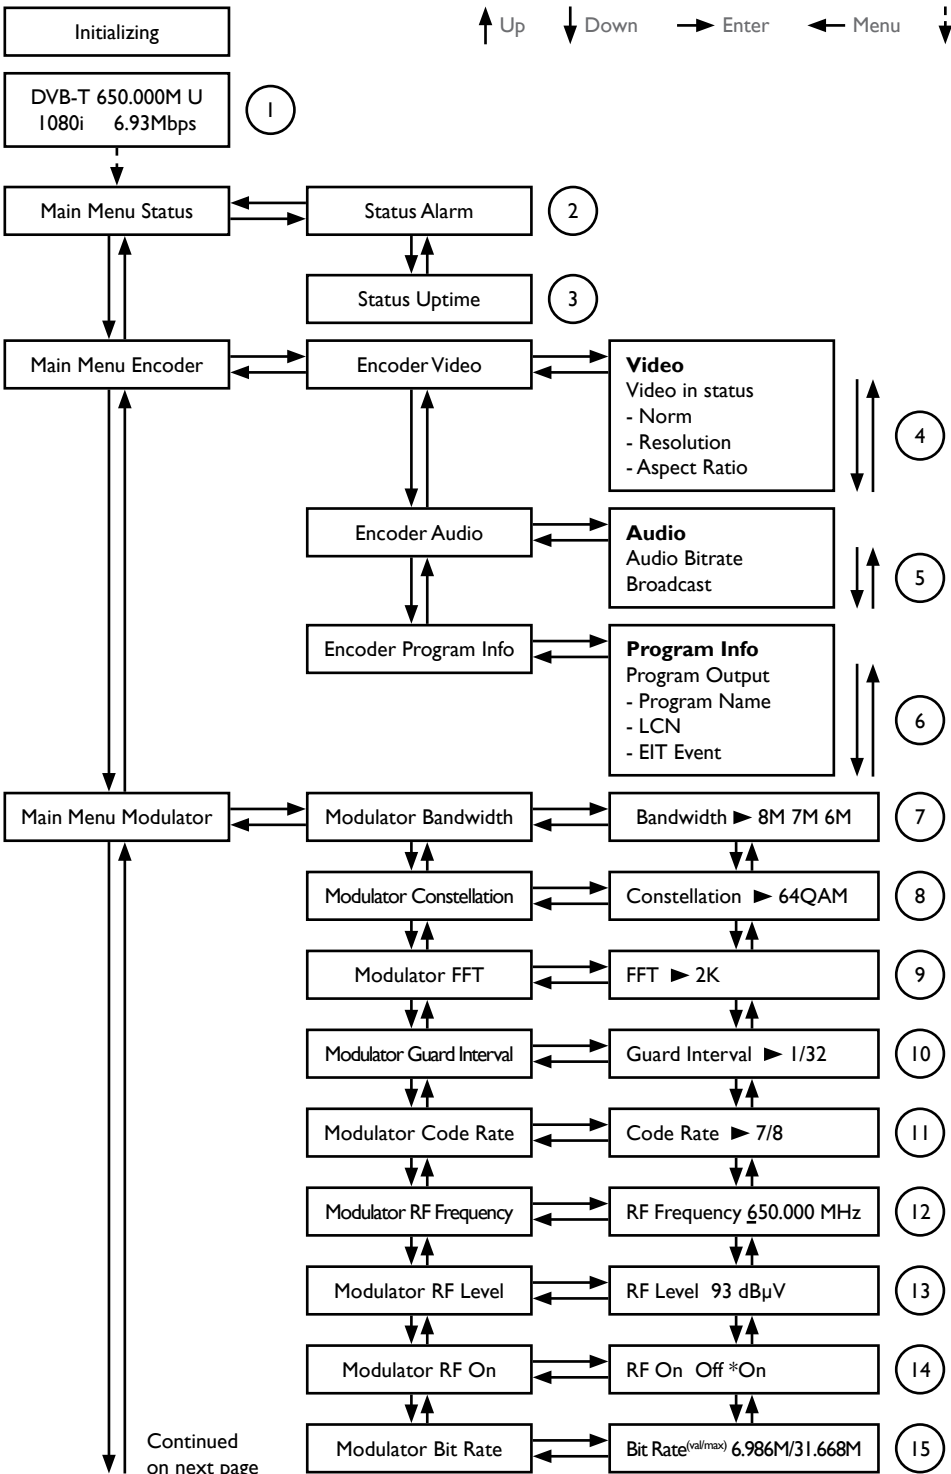 Initializing
Up
Down
Enter
Menu
DVB-T 650.000M U
1080i 6.93Mbps
1
Main Menu Status
Status Alarm
2
Status Uptime
3
Main Menu Encoder
Encoder Video
Video
Video in status
- Norm
- Resolution
- Aspect Ratio
4
Encoder Audio
Audio
Audio Bitrate
Broadcast
5
Encoder Program Info
Program Info
Program Output
- Program Name
- LCN
- EIT Event
6
Main Menu Modulator
Modulator Bandwidth
Bandwidth ► 8M 7M 6M
7
Modulator Constellation
Constellation ► 64QAM
8
Modulator FFT
FFT ► 2K
9
Modulator Guard Interval
Guard Interval ► 1/32
10
Modulator Code Rate
Code Rate ► 7/8
11
Modulator RF Frequency
RF Frequency 650.000 MHz
12
Modulator RF Level
RF Level 93 dBµV
13
Modulator RF On
RF On Off *On
14
Modulator Bit Rate
Bit Rate(val/max) 6.986M/31.668M
15
Continued
on next page